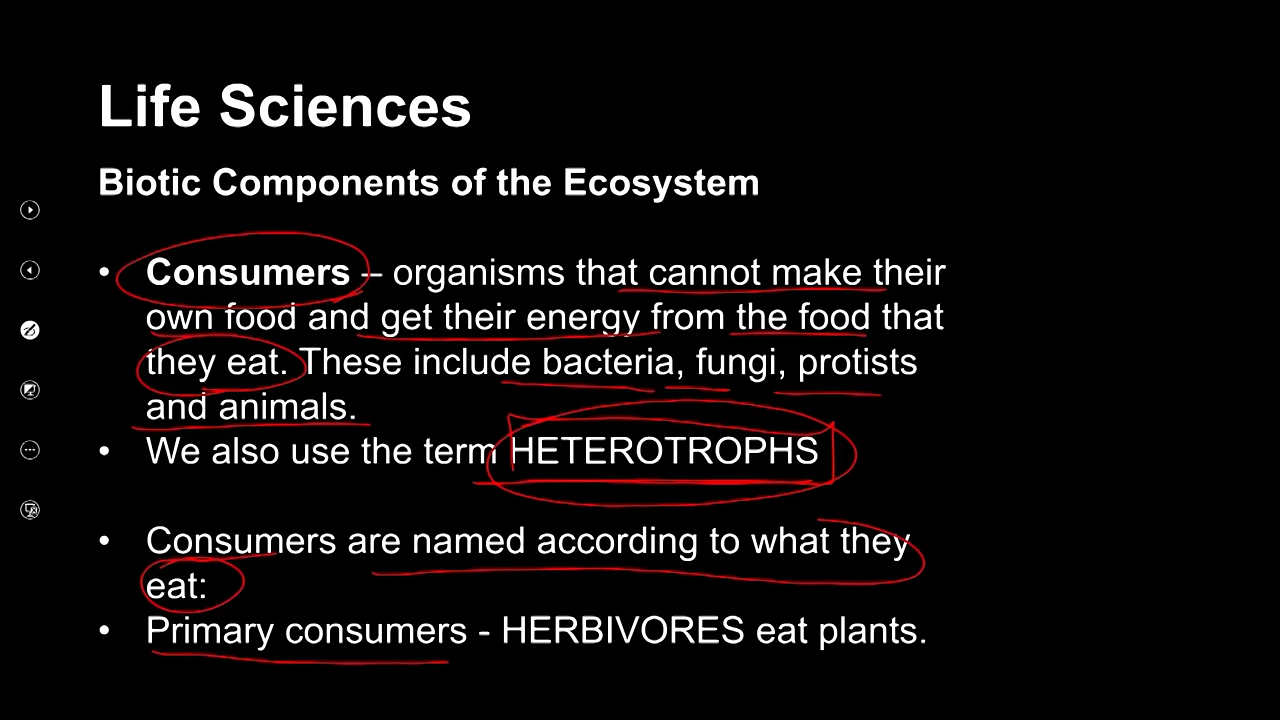 Life Sciences
Biotic Components of the Ecosystem
• Consumers – organisms that cannot make their
own food and get their energy from the food that
they eat. These include bacteria, fungi, protists
and animals.
• We also use the term HETEROTROPHS
• Consumers are named according to what they
eat:
• Primary consumers - HERBIVORES eat plants.